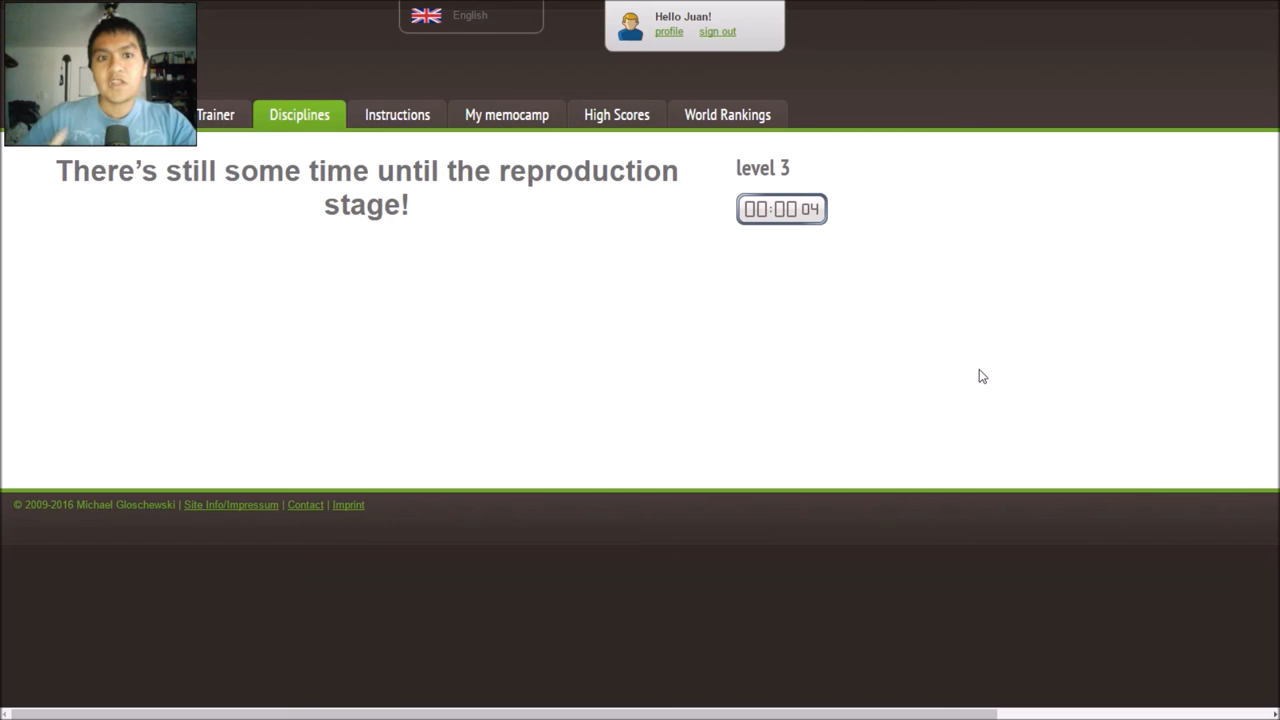 English
Hello Juan!
profile sign out
Trainer Disciplines Instructions My memocamp High Scores World Rankings
There's still some time until the reproduction
stage!
level 3
00:00 04
© 2009-2016 Michael Gloschewski | Site Info/Impressum | Contact | Imprint